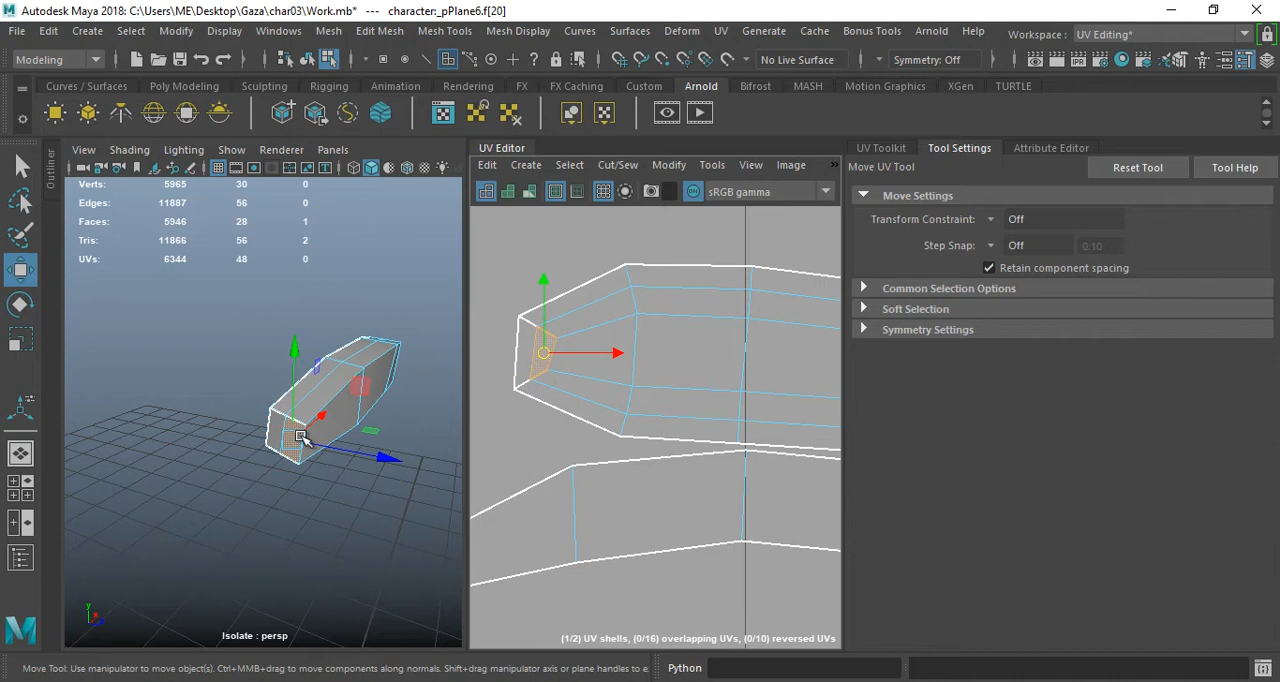 Autodesk Maya 2018: C:\Users\ME\Desktop\Gaza\char03\Work.mb* --- character:_pPlane6.f[20]
File Edit Create Select Modify Display Windows Mesh Edit Mesh Mesh Tools Mesh Display Curves Surfaces Deform UV Generate Cache Bonus Tools Arnold Help Workspace : UV Editing*
Modeling No Live Surface Symmetry: Off
Curves / Surfaces Poly Modeling Sculpting Rigging Animation Rendering FX FX Caching Custom Arnold Bifrost MASH Motion Graphics XGen TURTLE
Outliner
View Shading Lighting Show Renderer Panels
Verts: 5965 30 0
Edges: 11887 56 0
Faces: 5946 28 1
Tris: 11866 56 2
UVs: 6344 48 0
y
x
Isolate : persp
UV Editor
Edit Create Select Cut/Sew Modify Tools View Image »
ON sRGB gamma
(1/2) UV shells, (0/16) overlapping UVs, (0/10) reversed UVs
UV Toolkit Tool Settings Attribute Editor
Move UV Tool Reset Tool Tool Help
Move Settings
Transform Constraint: Off
Step Snap: Off 0.10
Retain component spacing
Common Selection Options
Soft Selection
Symmetry Settings
Move Tool: Use manipulator to move object(s). Ctrl+MMB+drag to move components along normals. Shift+drag manipulator axis or plane handles to e
Python